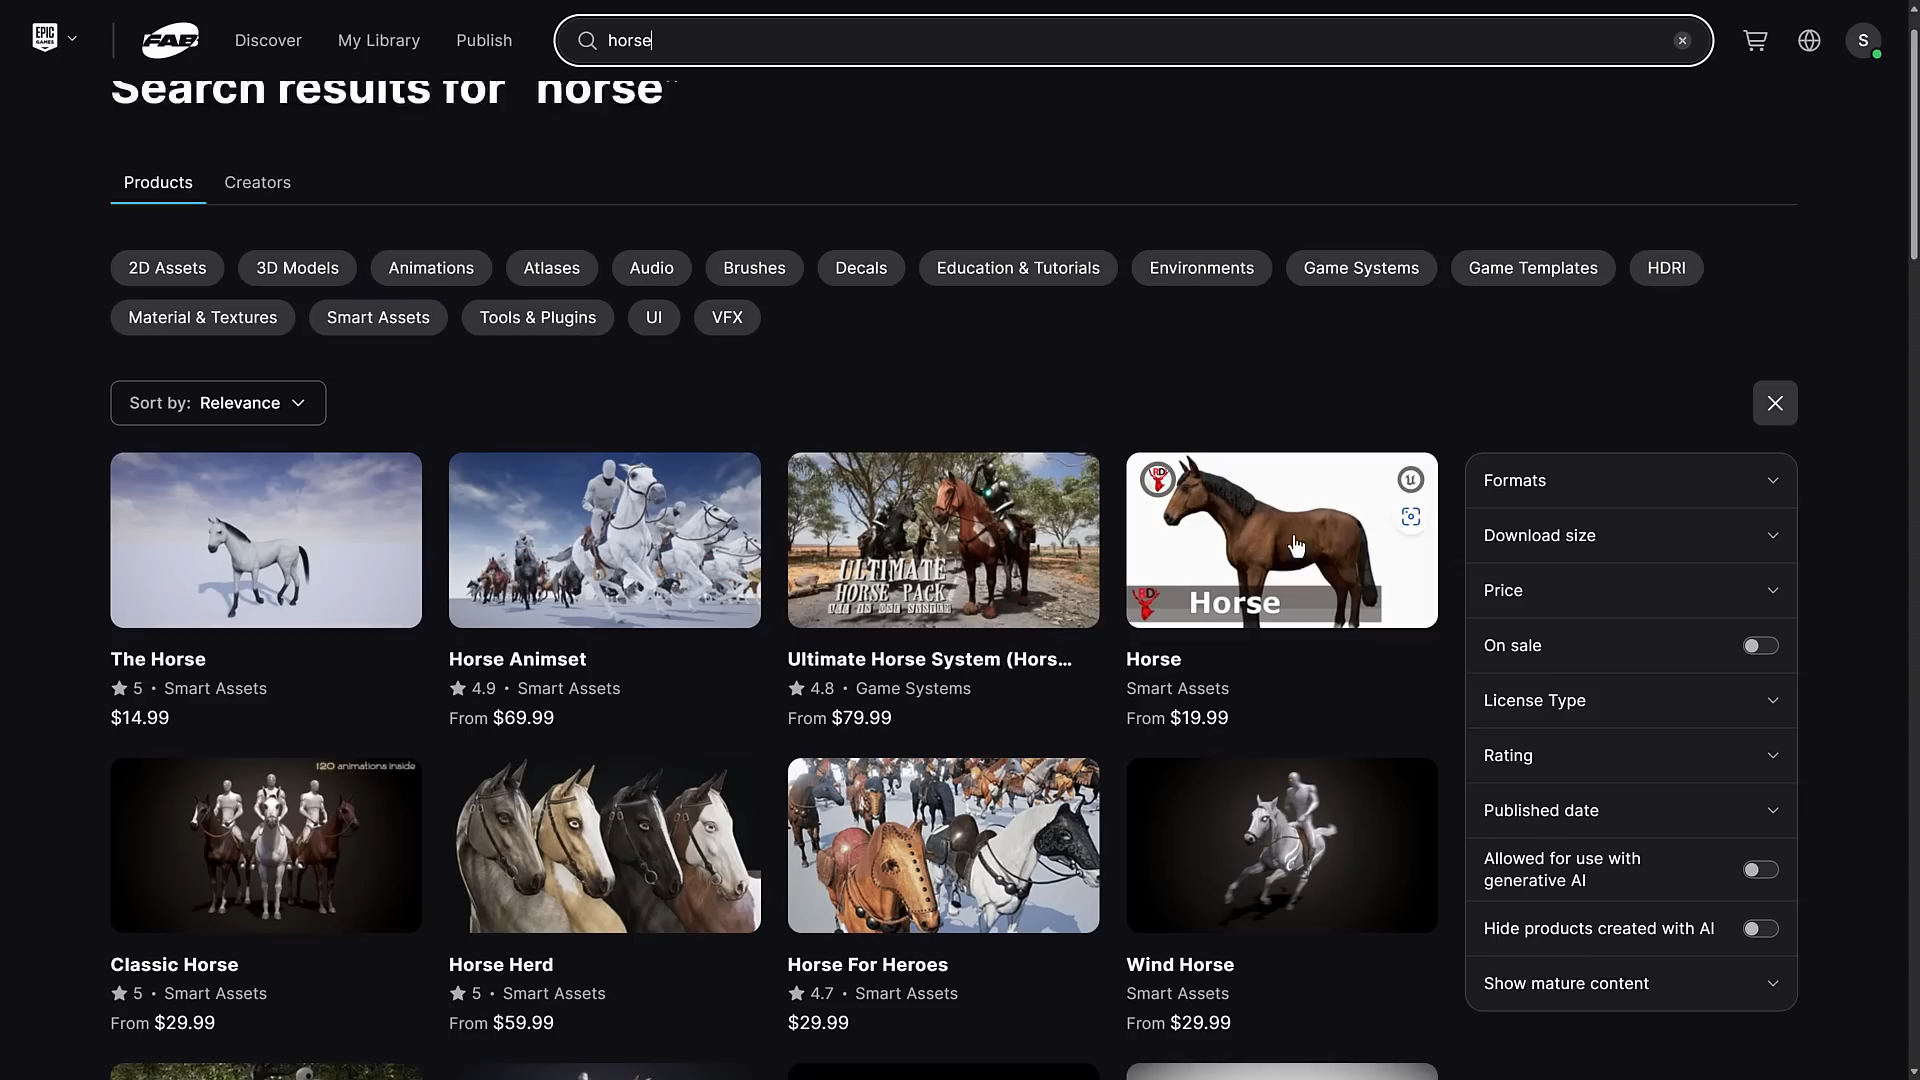 EPIC GAMES
FAB
Discover
My Library
Publish
horse
S
Search results for "horse"
Products
Creators
2D Assets
3D Models
Animations
Atlases
Audio
Brushes
Decals
Education & Tutorials
Environments
Game Systems
Game Templates
HDRI
Material & Textures
Smart Assets
Tools & Plugins
UI
VFX
Sort by: Relevance
ULTIMATE
HORSE PACK
ALL IN ONE SYSTEM
RD
RD
Horse
The Horse
5 • Smart Assets
$14.99
Horse Animset
4.9 • Smart Assets
From $69.99
Ultimate Horse System (Hors...
4.8 • Game Systems
From $79.99
Horse
Smart Assets
From $19.99
120 animations inside
Classic Horse
5 • Smart Assets
From $29.99
Horse Herd
5 • Smart Assets
From $59.99
Horse For Heroes
4.7 • Smart Assets
$29.99
Wind Horse
Smart Assets
From $29.99
Formats
Download size
Price
On sale
License Type
Rating
Published date
Allowed for use with
generative AI
Hide products created with AI
Show mature content